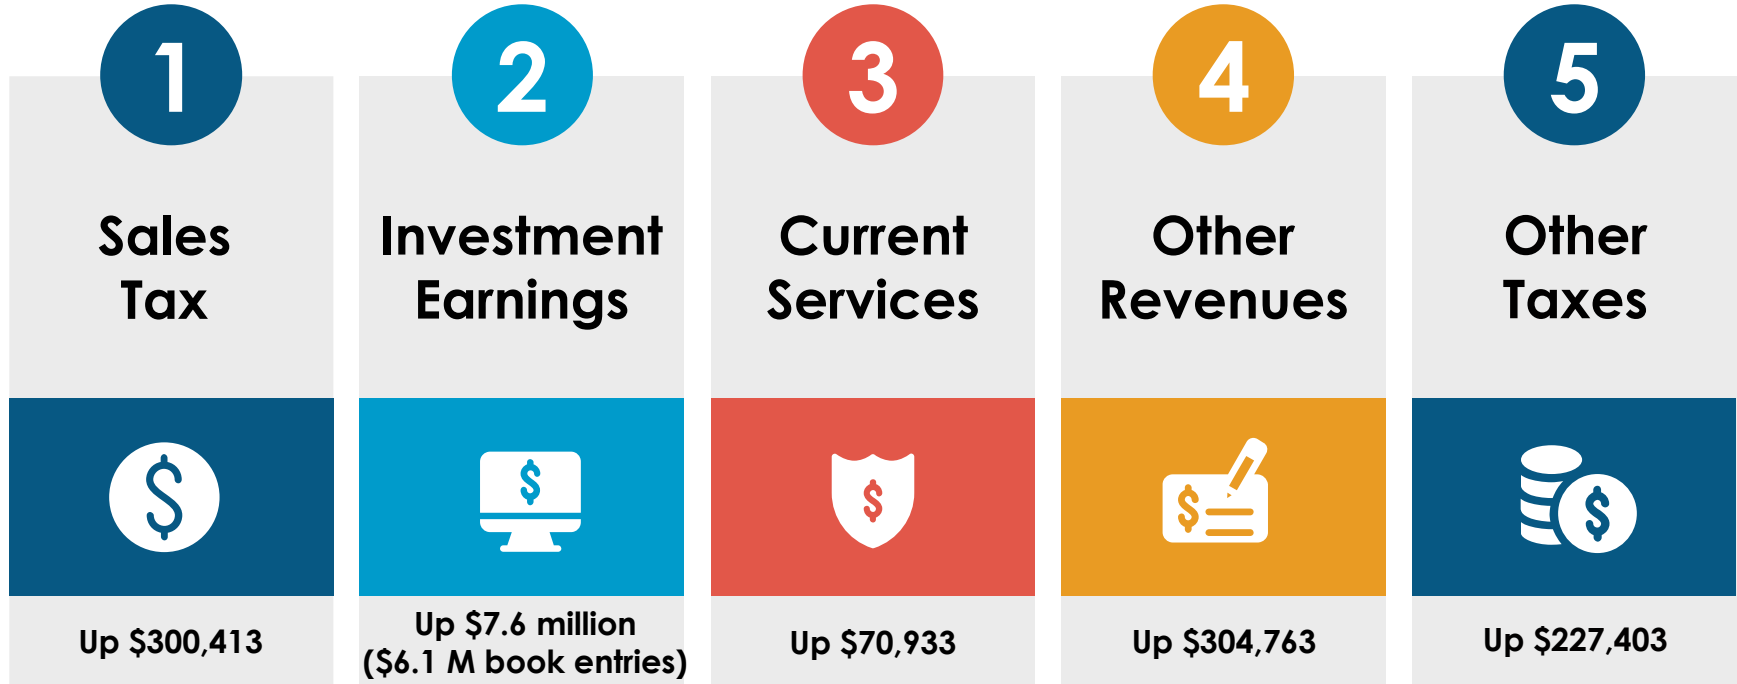 1
Sales
Tax
$
Up $300,413
2
Investment
Earnings
$
Up $7.6 million
($6.1 M book entries)
3
Current
Services
$
Up $70,933
4
Other
Revenues
$
Up $304,763
5
Other
Taxes
$
Up $227,403